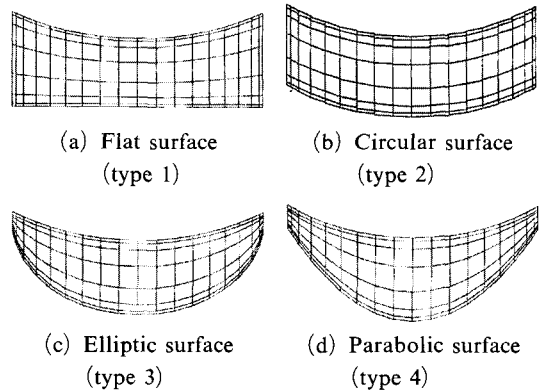 (a) Flat surface
(type 1)
(b) Circular surface
(type 2)
(c) Elliptic surface
(type 3)
(d) Parabolic surface
(type 4)